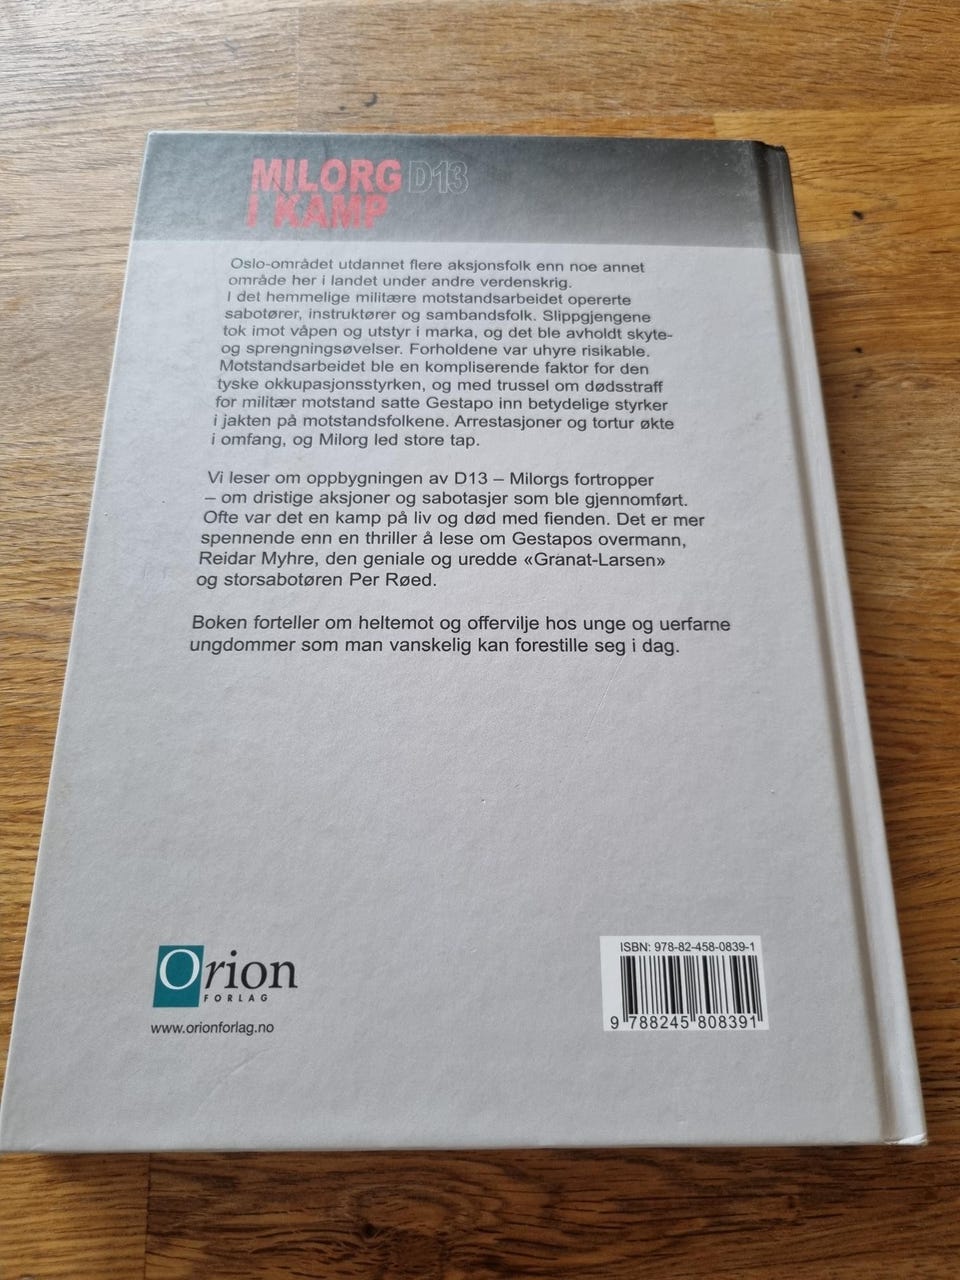 MILORG D13
I KAMP
Oslo-området utdannet flere aksjonsfolk enn noe annet
område her i landet under andre verdenskrig.
I det hemmelige militære motstandsarbeidet opererte
sabotører, instruktører og sambandsfolk. Slippgjengene
tok imot våpen og utstyr i marka, og det ble avholdt skyte-
og sprengningsøvelser. Forholdene var uhyre risikable.
Motstandsarbeidet ble en kompliserende faktor for den
tyske okkupasjonsstyrken, og med trussel om dødsstraff
for militær motstand satte Gestapo inn betydelige styrker
i jakten på motstandsfolkene. Arrestasjoner og tortur økte
i omfang, og Milorg led store tap.
Vi leser om oppbygningen av D13 – Milorgs fortropper
– om dristige aksjoner og sabotasjer som ble gjennomført.
Ofte var det en kamp på liv og død med fienden. Det er mer
spennende enn en thriller å lese om Gestapos overmann,
Reidar Myhre, den geniale og uredde «Granat-Larsen»
og storsabotøren Per Røed.
Boken forteller om heltemot og offervilje hos unge og uerfarne
ungdommer som man vanskelig kan forestille seg i dag.
Orion
FORLAG
www.orionforlag.no
ISBN: 978-82-458-0839-1
9 788245 808391